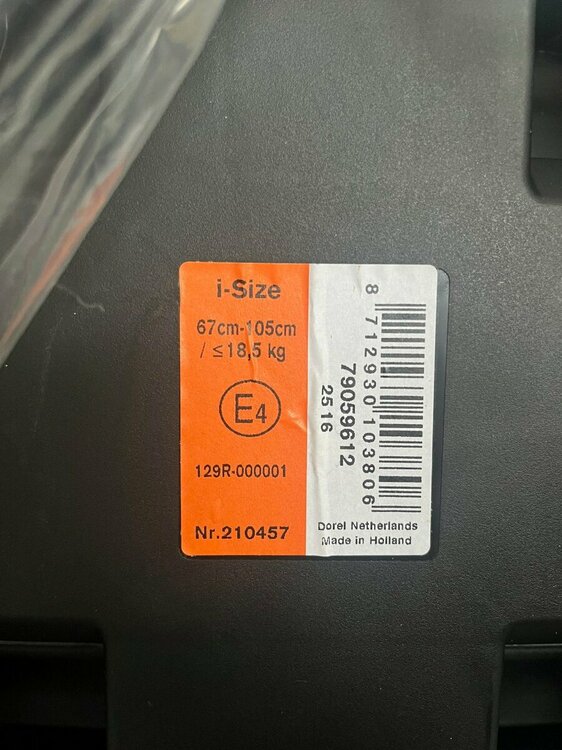 i-Size
67cm-105cm
/ ≤18,5 kg
E4
129R-000001
Nr.210457
8 712930 103806
79059612
2516
Dorel Netherlands
Made in Holland